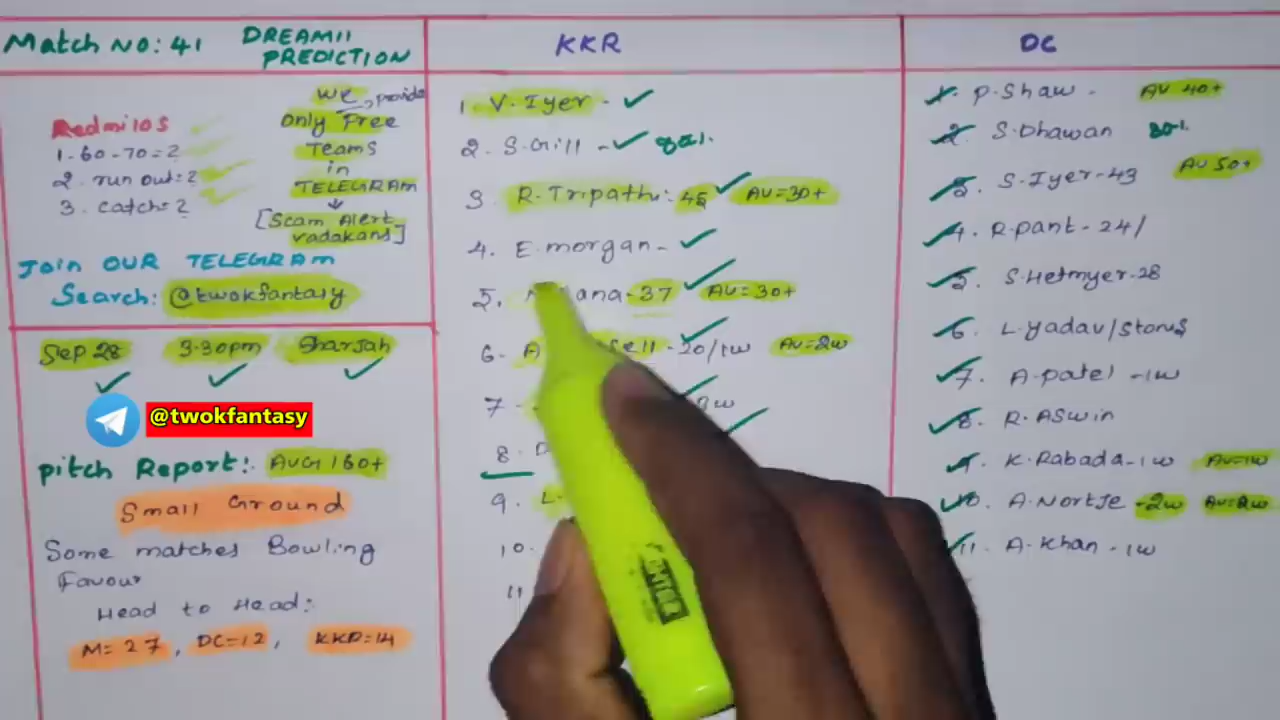 Match NO: 41 DREAM11 PREDICTION
Redmi10S
1. 60-70=2
2. run out=2
3. catch=2
We provide
only Free
Teams
in
TELEGRAM
[Scam Alert
vadakans]
Join OUR TELEGRAM
Search: @twokfantasy
Sep 28 3.30pm Sharjah
@twokfantasy
pitch Report: AVG 160+
Small Ground
Some matches Bowling
Favour
Head to Head:
M=27, DC=12, KKR=14
KKR
1. V. Iyer -
2. S. Gill -
3. R. Tripathi: 45 AV=30+
4. E. morgan -
5. ana-37 AV=30+
6. A sell - 20/1w AV=2w
7. w
8. D
9. L
10.
11
DC
1. P. Shaw - AV 40+
2. S. Dhawan
3. S. Iyer-43 AV 50+
4. R. pant - 24/
5. S. Hetmyer-28
6. L. yadav/Stonis
7. A. patel - 1w
8. R. ASwin
9. K. Rabada-1w AV=1w
10. A. Nortje -2w AV=2w
11. A. Khan - 1w